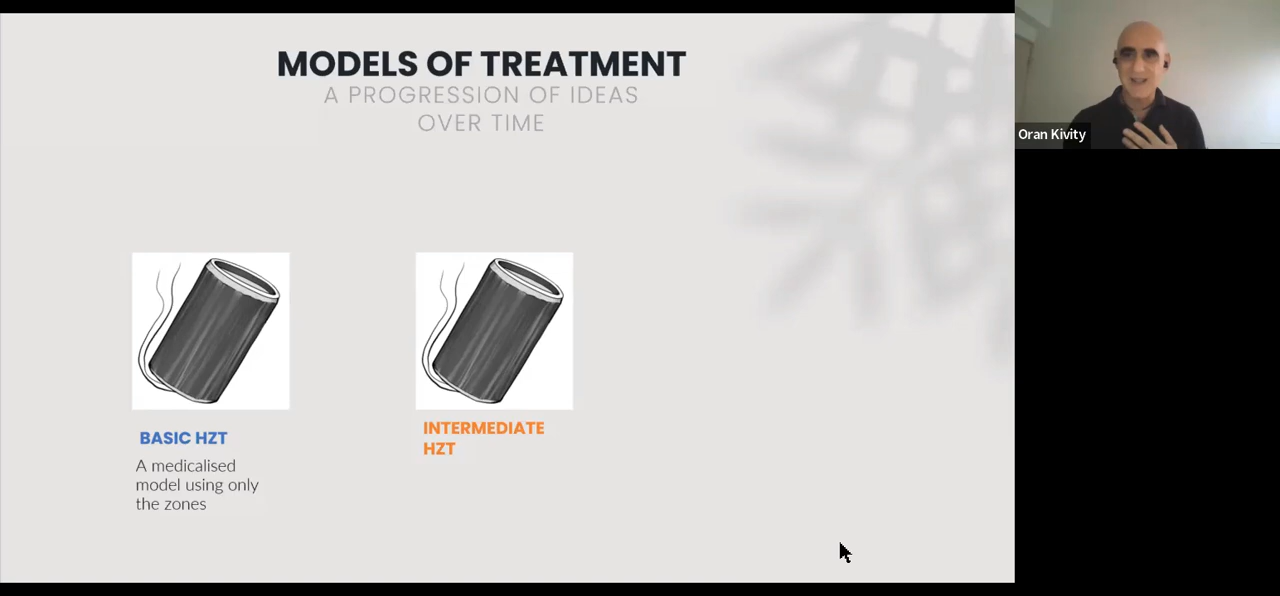 MODELS OF TREATMENT
A PROGRESSION OF IDEAS
OVER TIME
BASIC HZT
A medicalised
model using only
the zones
INTERMEDIATE
HZT
Oran Kivity